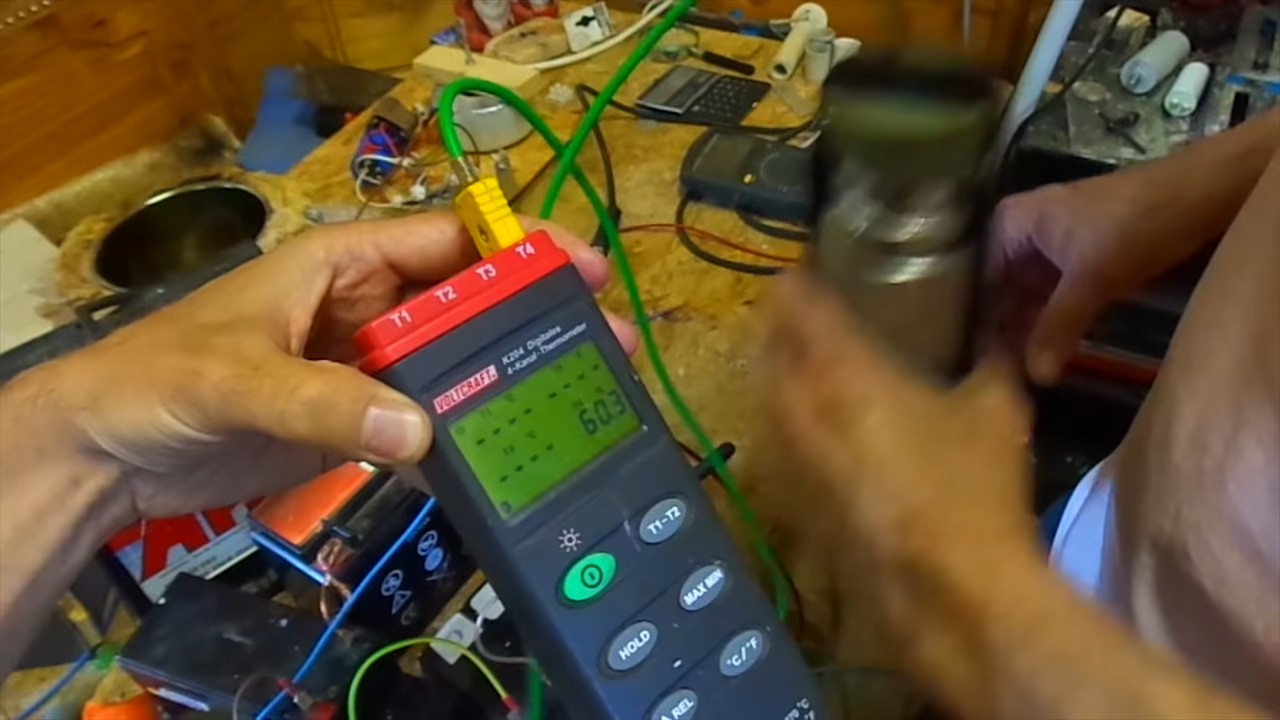 T1 T2 T3 T4
VOLTCRAFT.
K204 Digitales
4-Kanal-Thermometer
60.3
T1-T2
MAX MIN
HOLD
°C/°F
REL